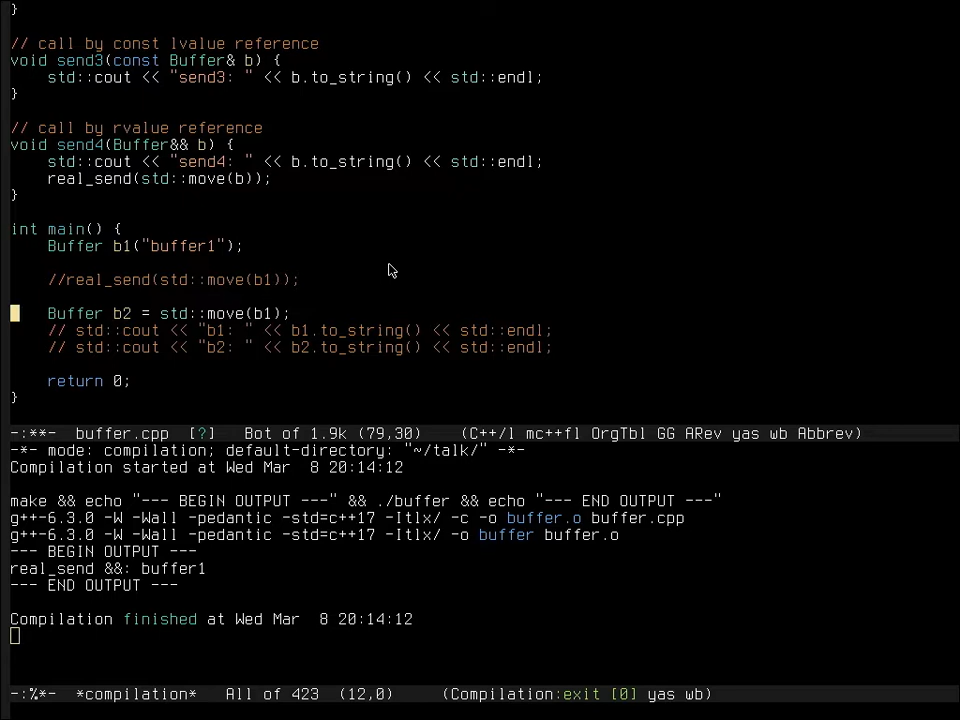 }
// call by const lvalue reference
void send3(const Buffer& b) {
    std::cout << "send3: " << b.to_string() << std::endl;
}
// call by rvalue reference
void send4(Buffer&& b) {
    std::cout << "send4: " << b.to_string() << std::endl;
    real_send(std::move(b));
}
int main() {
    Buffer b1("buffer1");
    //real_send(std::move(b1));
    Buffer b2 = std::move(b1);
    // std::cout << "b1: " << b1.to_string() << std::endl;
    // std::cout << "b2: " << b2.to_string() << std::endl;
    return 0;
}
-:**-  buffer.cpp  [?]   Bot of 1.9k (79,30)    (C++/l mc++fl OrgTbl GG ARev yas wb Abbrev)
-*- mode: compilation; default-directory: "~/talk/" -*-
Compilation started at Wed Mar  8 20:14:12
make && echo "--- BEGIN OUTPUT ---" && ./buffer && echo "--- END OUTPUT ---"
g++-6.3.0 -W -Wall -pedantic -std=c++17 -Itlx/ -c -o buffer.o buffer.cpp
g++-6.3.0 -W -Wall -pedantic -std=c++17 -Itlx/ -o buffer buffer.o
--- BEGIN OUTPUT ---
real_send &&: buffer1
--- END OUTPUT ---
Compilation finished at Wed Mar  8 20:14:12
-:%*-  *compilation*   All of 423  (12,0)     (Compilation:exit [0] yas wb)